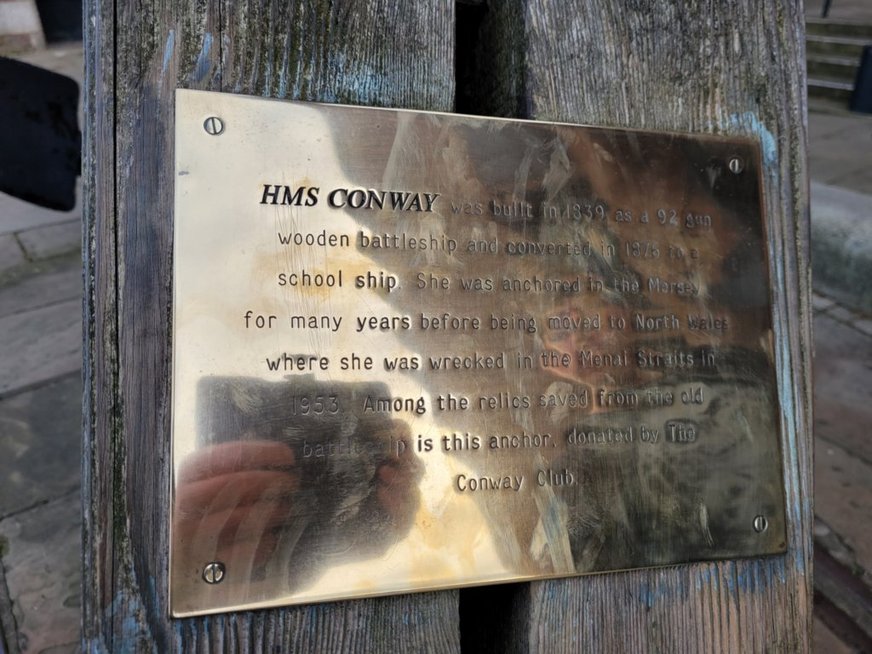 HMS CONWAY was built in 1839 as a 92 gun
wooden battleship and converted in 1876 to a
school ship. She was anchored in the Mersey
for many years before being moved to North Wales
where she was wrecked in the Menai Straits in
1953. Among the relics saved from the old
battleship is this anchor, donated by The
Conway Club.